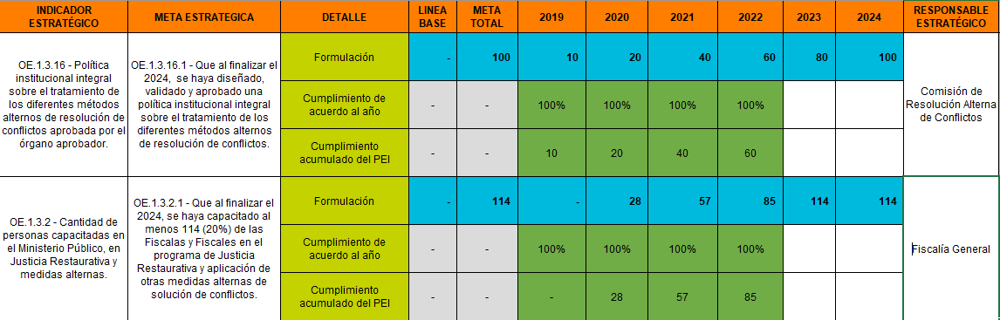 INDICADOR ESTRATÉGICO
META ESTRATEGICA
DETALLE
LINEA BASE
META TOTAL
2019
2020
2021
2022
2023
2024
RESPONSABLE ESTRATÉGICO
OE.1.3.16 - Política
institucional integral
sobre el tratamiento de
los diferentes métodos
alternos de resolución de
conflictos aprobada por el
órgano aprobador.
OE.1.3.16.1 - Que al finalizar el
2024,  se haya diseñado,
validado y aprobado una
política institucional integral
sobre el tratamiento de los
diferentes métodos alternos
de resolución de conflictos.
Formulación - 100 10 20 40 60 80 100
Cumplimiento de
acuerdo al año
- - 100% 100% 100% 100%
Cumplimiento
acumulado del PEI
- - 10 20 40 60
Comisión de
Resolución Alterna
de Conflictos
OE.1.3.2 - Cantidad de
personas capacitadas en
el Ministerio Público, en
Justicia Restaurativa y
medidas alternas.
OE.1.3.2.1 - Que al finalizar el
2024, se haya capacitado al
menos 114 (20%) de las
Fiscalas y Fiscales en el
programa de Justicia
Restaurativa y aplicación de
otras medidas alternas de
solución de conflictos.
Formulación - 114 - 28 57 85 114 114
Cumplimiento de
acuerdo al año
- - 100% 100% 100% 100%
Cumplimiento
acumulado del PEI
- - - 28 57 85
Fiscalía General